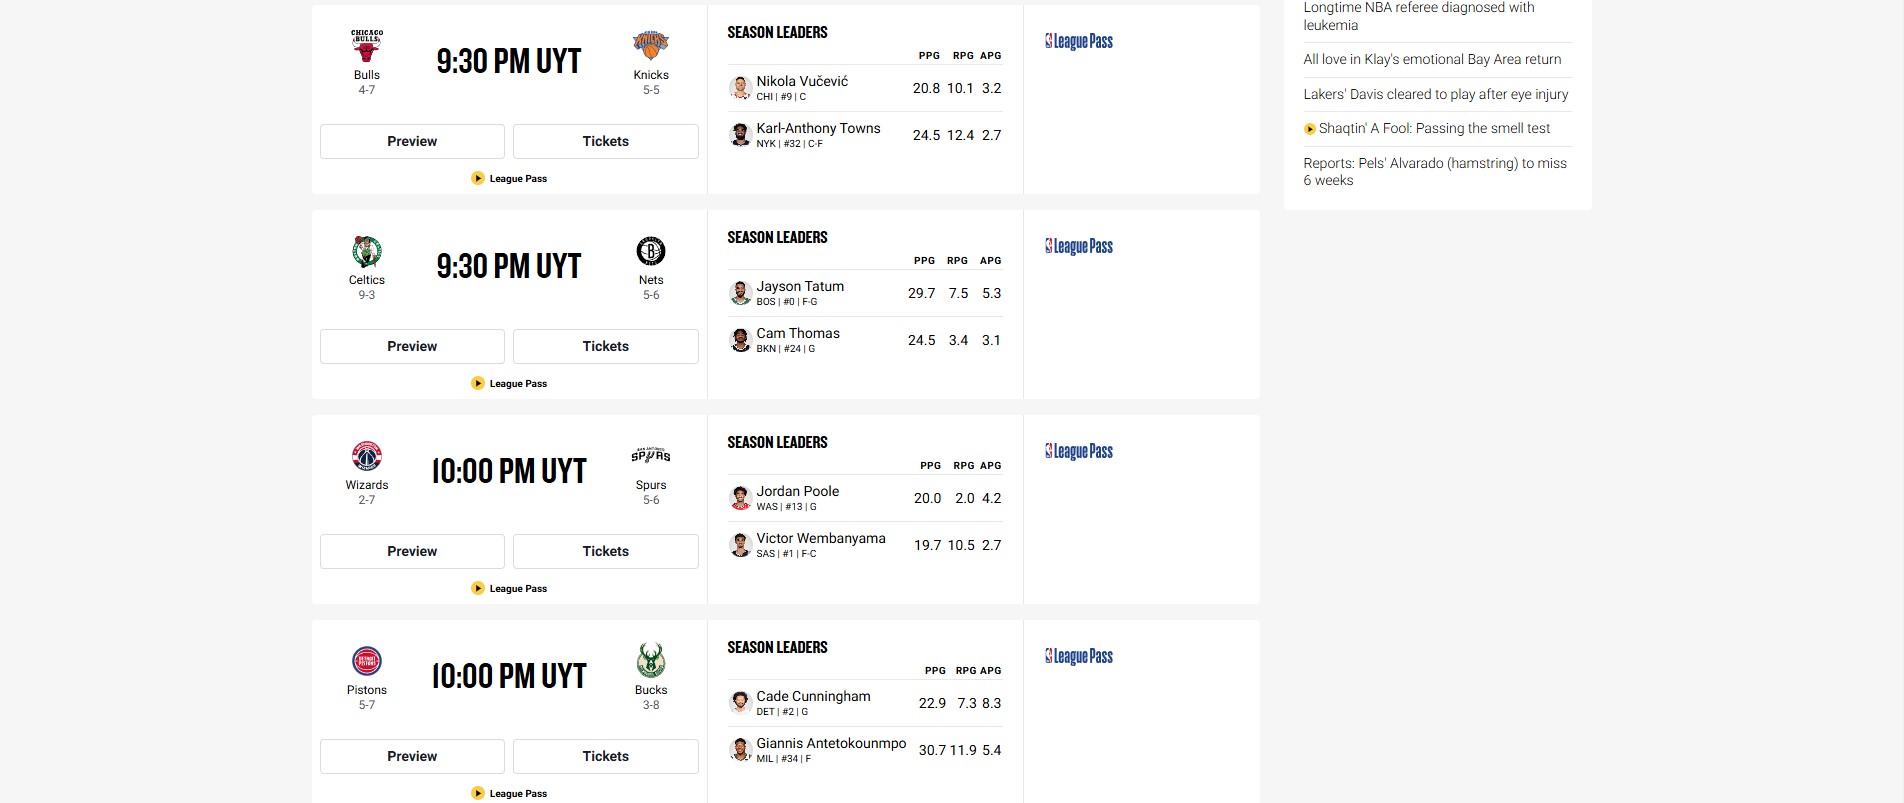 CHICAGO
BULLS
Bulls
4-7
9:30 PM UYT
Knicks
5-5
Preview
Tickets
League Pass
SEASON LEADERS
PPG RPG APG
Nikola Vučević
CHI | #9 | C
20.8 10.1 3.2
Karl-Anthony Towns
NYK | #32 | C-F
24.5 12.4 2.7
League Pass
Celtics
9-3
9:30 PM UYT
B
Nets
5-6
Preview
Tickets
League Pass
SEASON LEADERS
PPG RPG APG
Jayson Tatum
BOS | #0 | F-G
29.7 7.5 5.3
Cam Thomas
BKN | #24 | G
24.5 3.4 3.1
League Pass
Wizards
2-7
10:00 PM UYT
SAN ANTONIO
SPURS
Spurs
5-6
Preview
Tickets
League Pass
SEASON LEADERS
PPG RPG APG
Jordan Poole
WAS | #13 | G
20.0 2.0 4.2
Victor Wembanyama
SAS | #1 | F-C
19.7 10.5 2.7
League Pass
DETROIT
PISTONS
Pistons
5-7
10:00 PM UYT
Bucks
3-8
Preview
Tickets
League Pass
SEASON LEADERS
PPG RPG APG
Cade Cunningham
DET | #2 | G
22.9 7.3 8.3
Giannis Antetokounmpo
MIL | #34 | F
30.7 11.9 5.4
League Pass
Longtime NBA referee diagnosed with
leukemia
All love in Klay's emotional Bay Area return
Lakers' Davis cleared to play after eye injury
Shaqtin' A Fool: Passing the smell test
Reports: Pels' Alvarado (hamstring) to miss
6 weeks